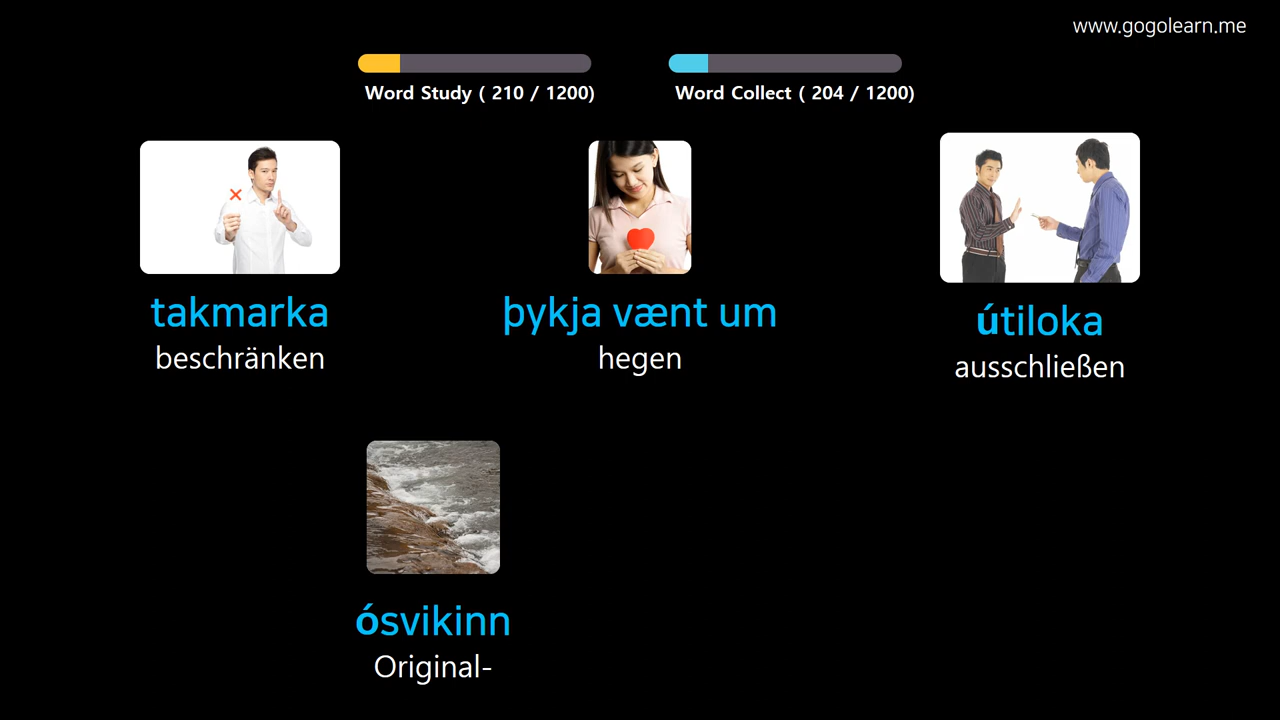 www.gogolearn.me
Word Study ( 210 / 1200)
Word Collect ( 204 / 1200)
takmarka
beschränken
þykja vænt um
hegen
útiloka
ausschließen
ósvikinn
Original-